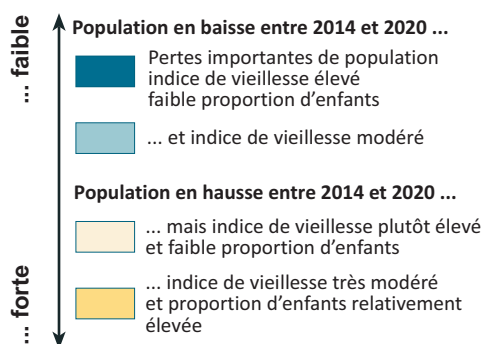 ... faible
Population en baisse entre 2014 et 2020 ...
Pertes importantes de population
indice de vieillesse élevé
faible proportion d'enfants
... et indice de vieillesse modéré
Population en hausse entre 2014 et 2020 ...
... mais indice de vieillesse plutôt élevé
et faible proportion d'enfants
... forte
... indice de vieillesse très modéré
et proportion d'enfants relativement
élevée